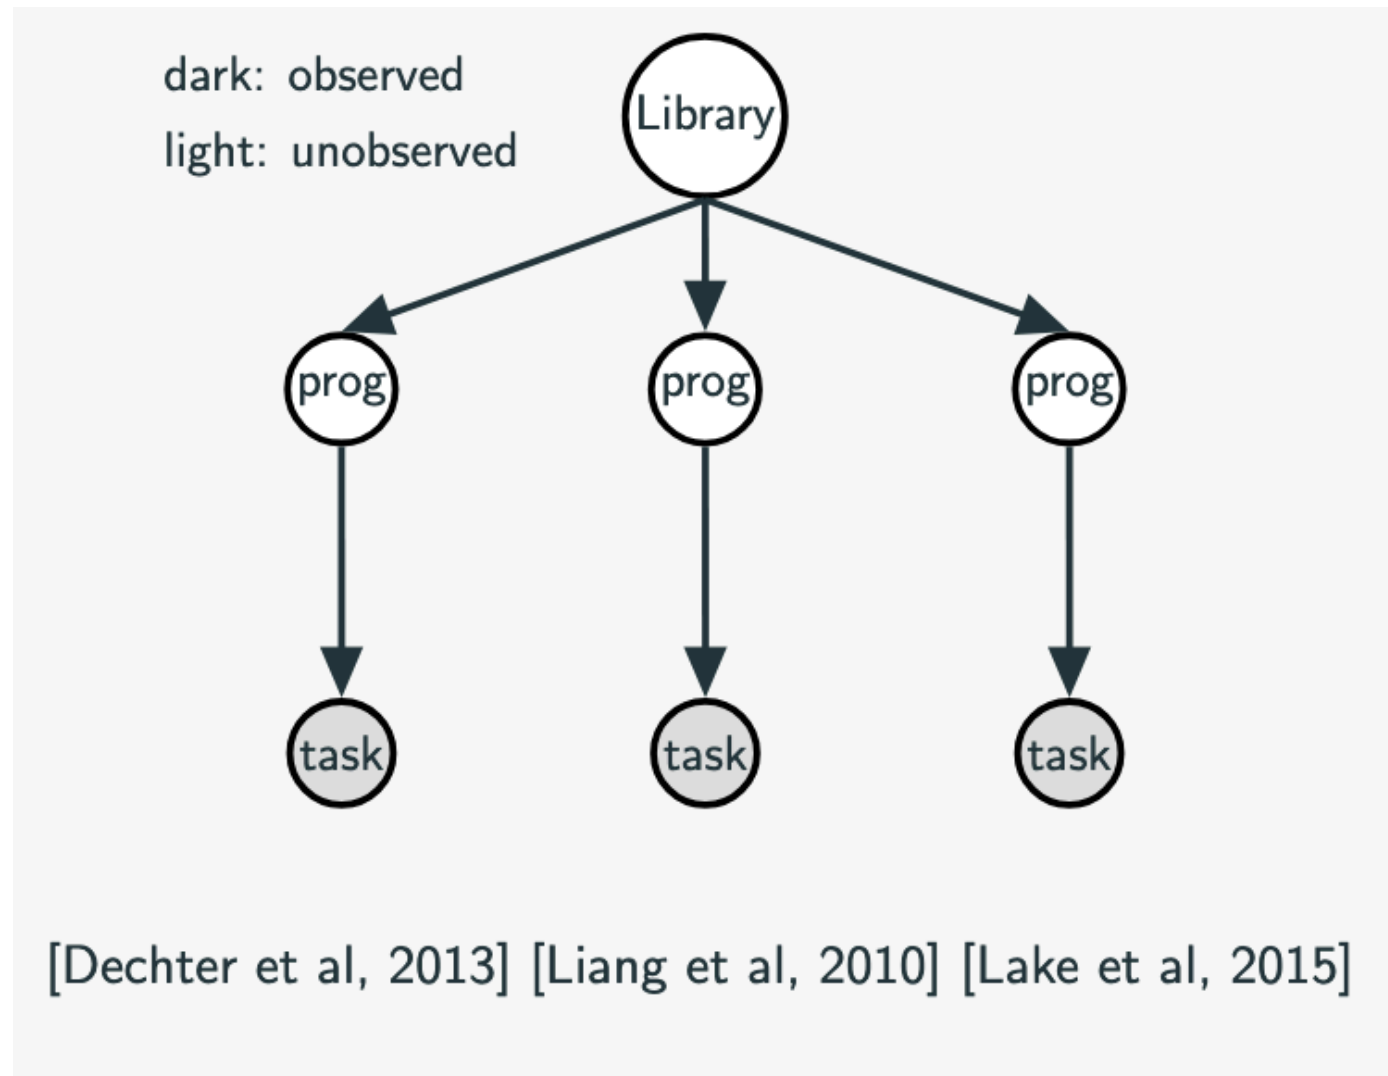 dark: observed
light: unobserved
Library
prog
prog
prog
task
task
task
[Dechter et al, 2013] [Liang et al, 2010] [Lake et al, 2015]